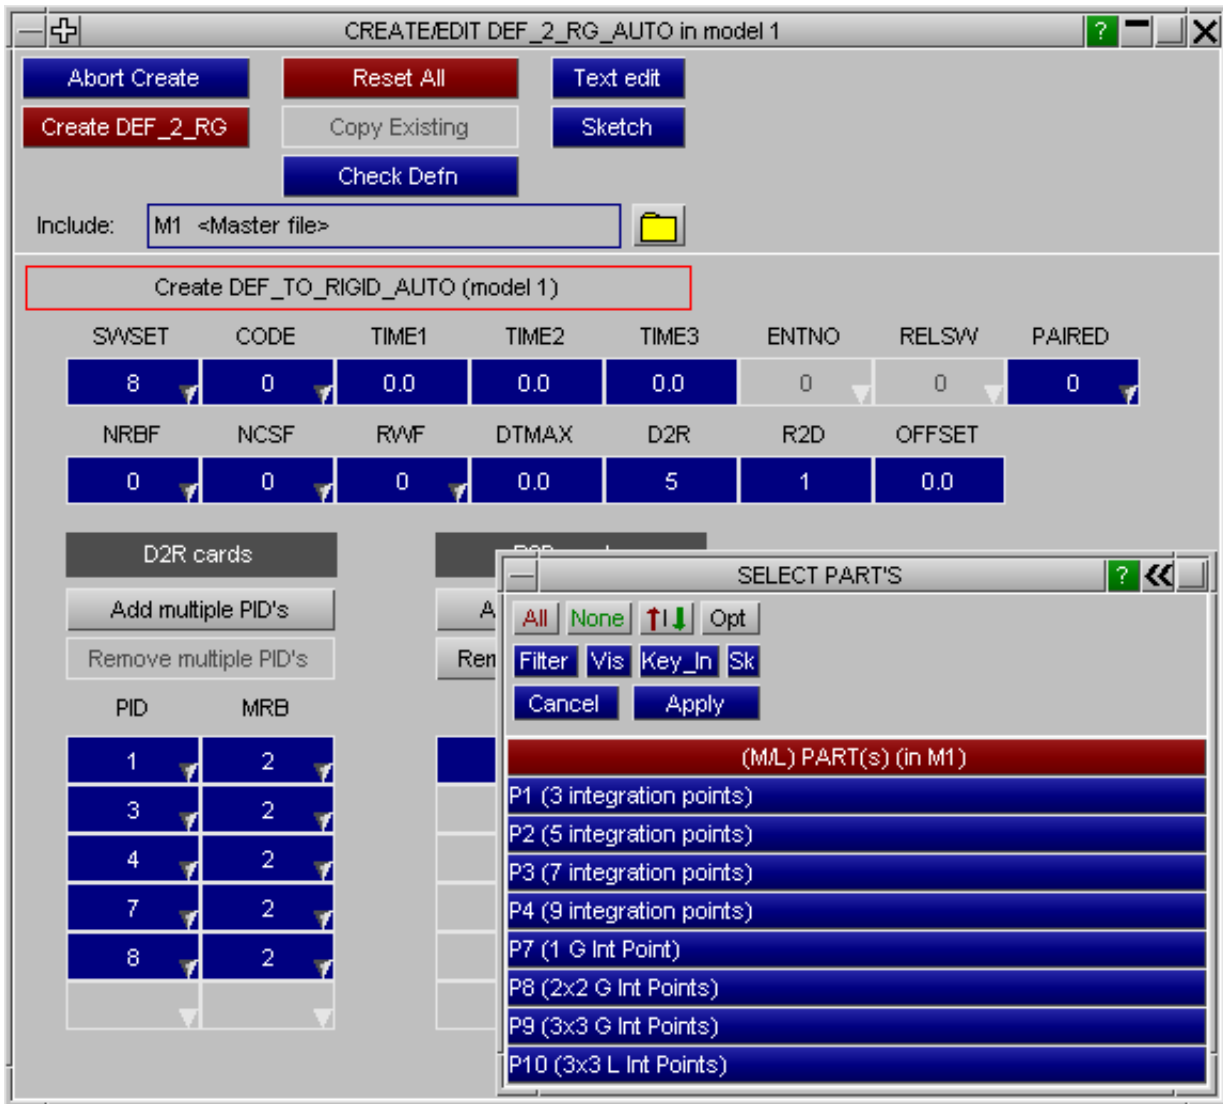 CREATE/EDIT DEF_2_RG_AUTO in model 1 ?
Abort Create Reset All Text edit
Create DEF_2_RG Copy Existing Sketch
Check Defn
Include: M1 <Master file>
Create DEF_TO_RIGID_AUTO (model 1)
SWSET CODE TIME1 TIME2 TIME3 ENTNO RELSW PAIRED
8 0 0.0 0.0 0.0 0 0 0
NRBF NCSF RWF DTMAX D2R R2D OFFSET
0 0 0 0.0 5 1 0.0
D2R cards
Add multiple PID's A
Remove multiple PID's Ren
PID MRB
1 2
3 2
4 2
7 2
8 2
SELECT PART'S ?
All None Opt
Filter Vis Key_In Sk
Cancel Apply
(M/L) PART(s) (in M1)
P1 (3 integration points)
P2 (5 integration points)
P3 (7 integration points)
P4 (9 integration points)
P7 (1 G Int Point)
P8 (2x2 G Int Points)
P9 (3x3 G Int Points)
P10 (3x3 L Int Points)